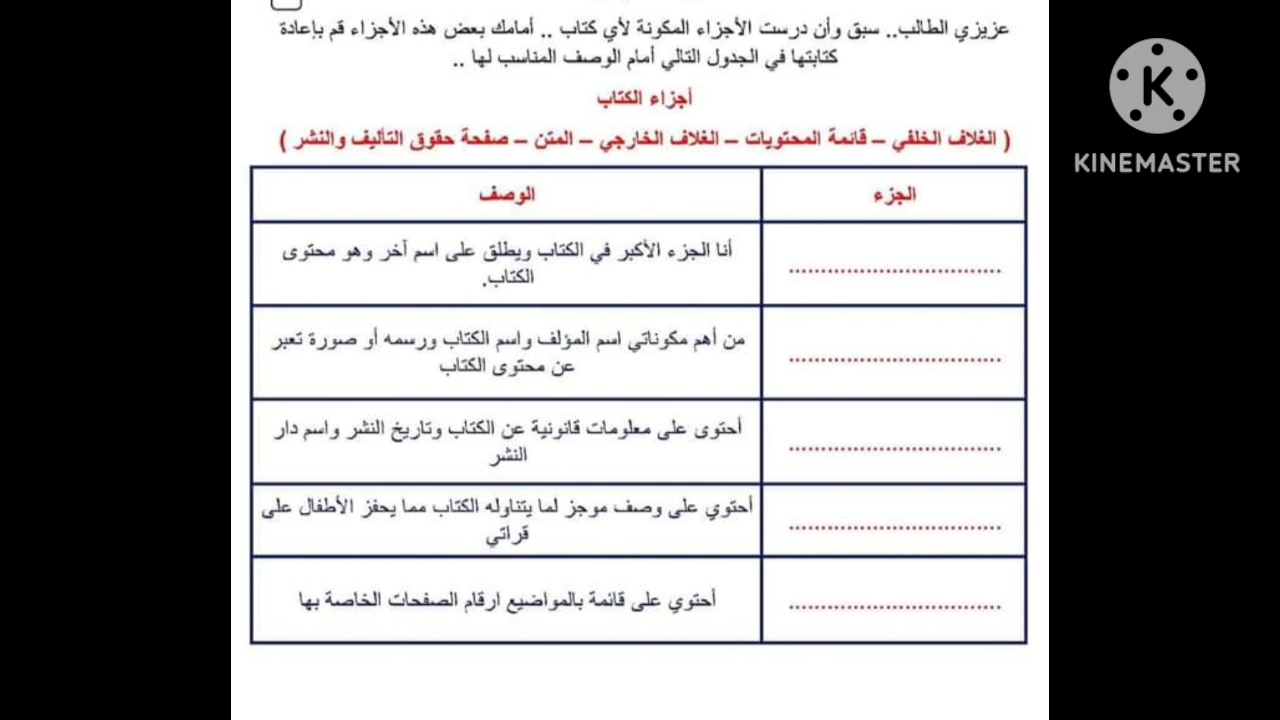 عزيزي الطالب.. سبق وأن درست الأجزاء المكونة لأي كتاب .. أمامك بعض هذه الأجزاء قم بإعادة
كتابتها في الجدول التالي أمام الوصف المناسب لها ..
أجزاء الكتاب
( الغلاف الخلفي – قائمة المحتويات – الغلاف الخارجي – المتن – صفحة حقوق التأليف والنشر )
الجزء
الوصف
................................
أنا الجزء الأكبر في الكتاب ويطلق على اسم آخر وهو محتوى
الكتاب.
................................
من أهم مكوناتي اسم المؤلف واسم الكتاب ورسمه أو صورة تعبر
عن محتوى الكتاب
................................
أحتوى على معلومات قانونية عن الكتاب وتاريخ النشر واسم دار
النشر
................................
أحتوي على وصف موجز لما يتناوله الكتاب مما يحفز الأطفال على
قراتي
................................
أحتوي على قائمة بالمواضيع ارقام الصفحات الخاصة بها
K
KINEMASTER